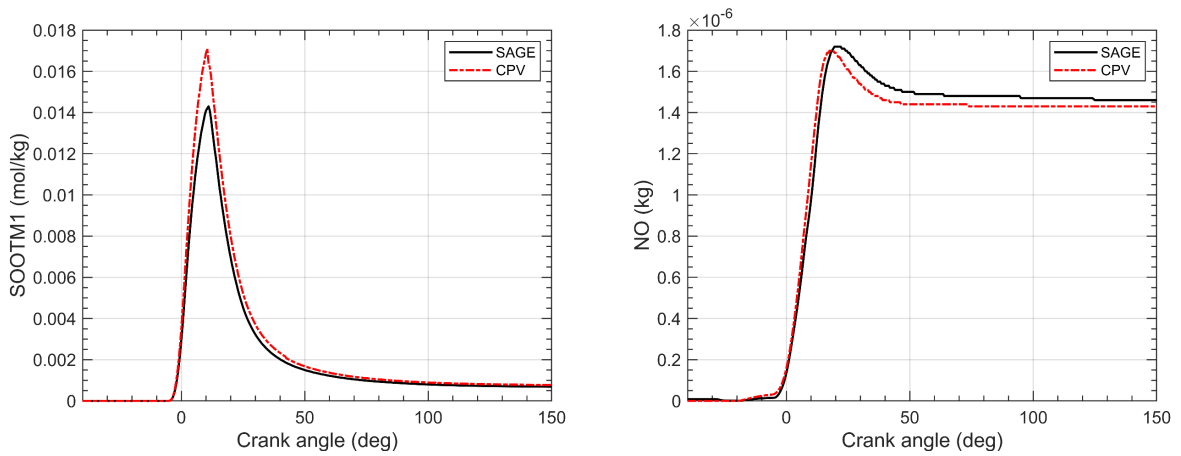 0.018
0.016
0.014
0.012
0.01
0.008
0.006
0.004
0.002
0
SOOTM1 (mol/kg)
0 50 100 150
Crank angle (deg)
SAGE
CPV
×10⁻⁶
1.8
1.6
1.4
1.2
1
0.8
0.6
0.4
0.2
0
NO (kg)
0 50 100 150
Crank angle (deg)
SAGE
CPV